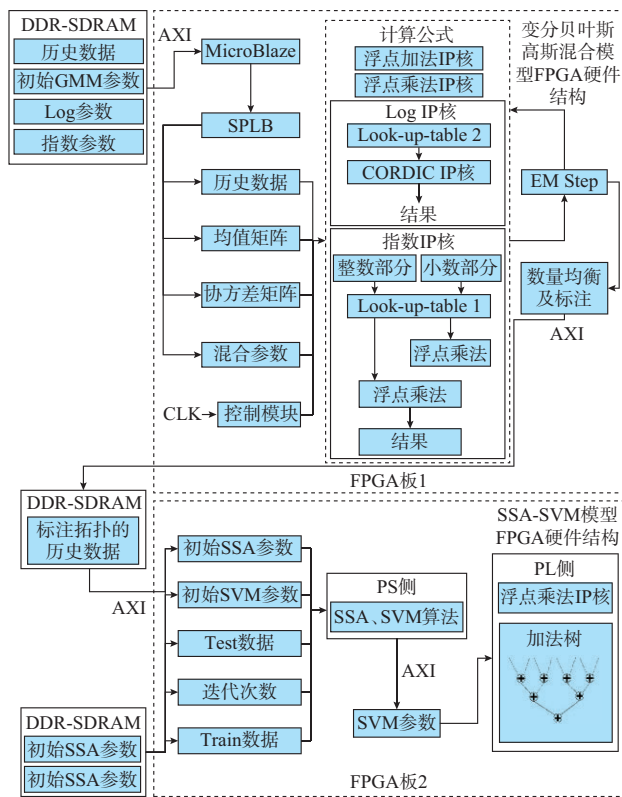 DDR-SDRAM
历史数据
初始GMM参数
Log参数
指数参数
AXI
MicroBlaze
SPLB
历史数据
均值矩阵
协方差矩阵
混合参数
CLK
控制模块
计算公式
浮点加法IP核
浮点乘法IP核
Log IP核
Look-up-table 2
CORDIC IP核
结果
指数IP核
整数部分
小数部分
Look-up-table 1
浮点乘法
浮点乘法
结果
变分贝叶斯
高斯混合模
型FPGA硬件
结构
EM Step
数量均衡
及标注
AXI
FPGA板1
DDR-SDRAM
标注拓扑的
历史数据
AXI
DDR-SDRAM
初始SSA参数
初始SSA参数
初始SSA参数
初始SVM参数
Test数据
迭代次数
Train数据
PS侧
SSA、SVM算法
AXI
SVM参数
SSA-SVM模型
FPGA硬件结构
PL侧
浮点乘法IP核
加法树
FPGA板2